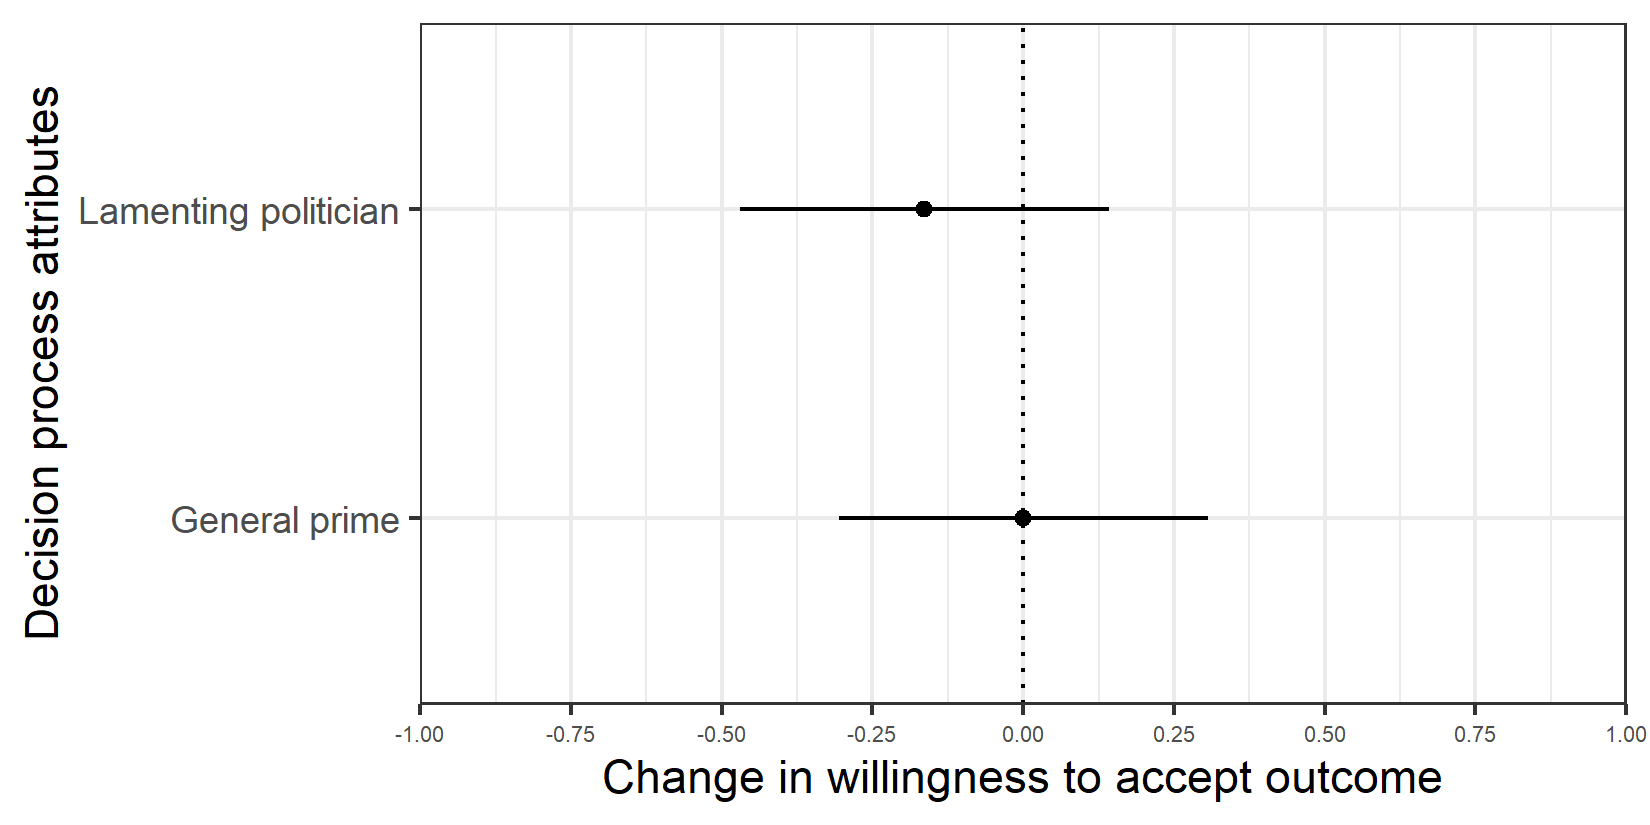 Decision process attributes
Lamenting politician
General prime
-1.00 -0.75 -0.50 -0.25 0.00 0.25 0.50 0.75 1.00
Change in willingness to accept outcome